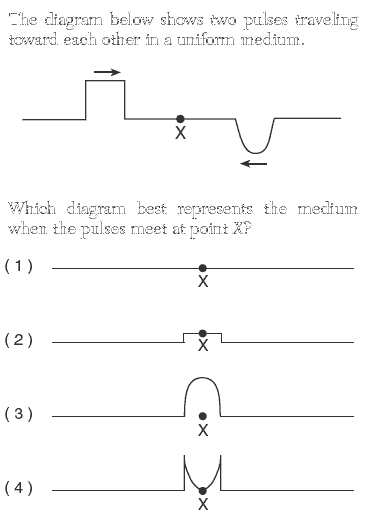 The diagram below shows two pulses traveling
toward each other in a uniform medium.
X
Which diagram best represents the medium
when the pulses meet at point X?
(1)
X
(2)
X
(3)
X
(4)
X